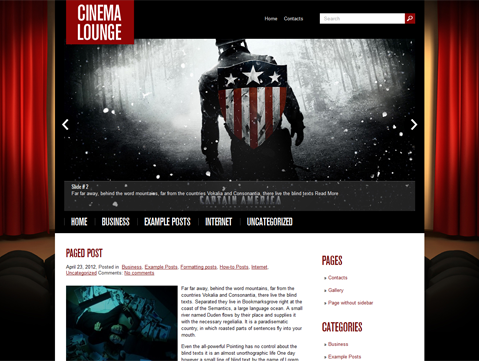 CINEMA
LOUNGE
Home Contacts
Search
Slide # 2
Far far away, behind the word mountains, far from the countries Vokalia and Consonantia, there live the blind texts Read More
CAPTAIN AMERICA
HOME BUSINESS EXAMPLE POSTS INTERNET UNCATEGORIZED
PAGED POST
April 23, 2012, Posted in Business, Example Posts, Formatting posts, How-to Posts, Internet,
Uncategorized Comments: No comments
Far far away, behind the word mountains, far from the
countries Vokalia and Consonantia, there live the blind
texts. Separated they live in Bookmarksgrove right at the
coast of the Semantics, a large language ocean. A small
river named Duden flows by their place and supplies it
with the necessary regelialia. It is a paradisematic
country, in which roasted parts of sentences fly into your
mouth.
Even the all-powerful Pointing has no control about the
blind texts it is an almost unorthographic life One day
however a small line of blind text by the name of Lorem
PAGES
Contacts
Gallery
Page without sidebar
CATEGORIES
Business
Example Posts